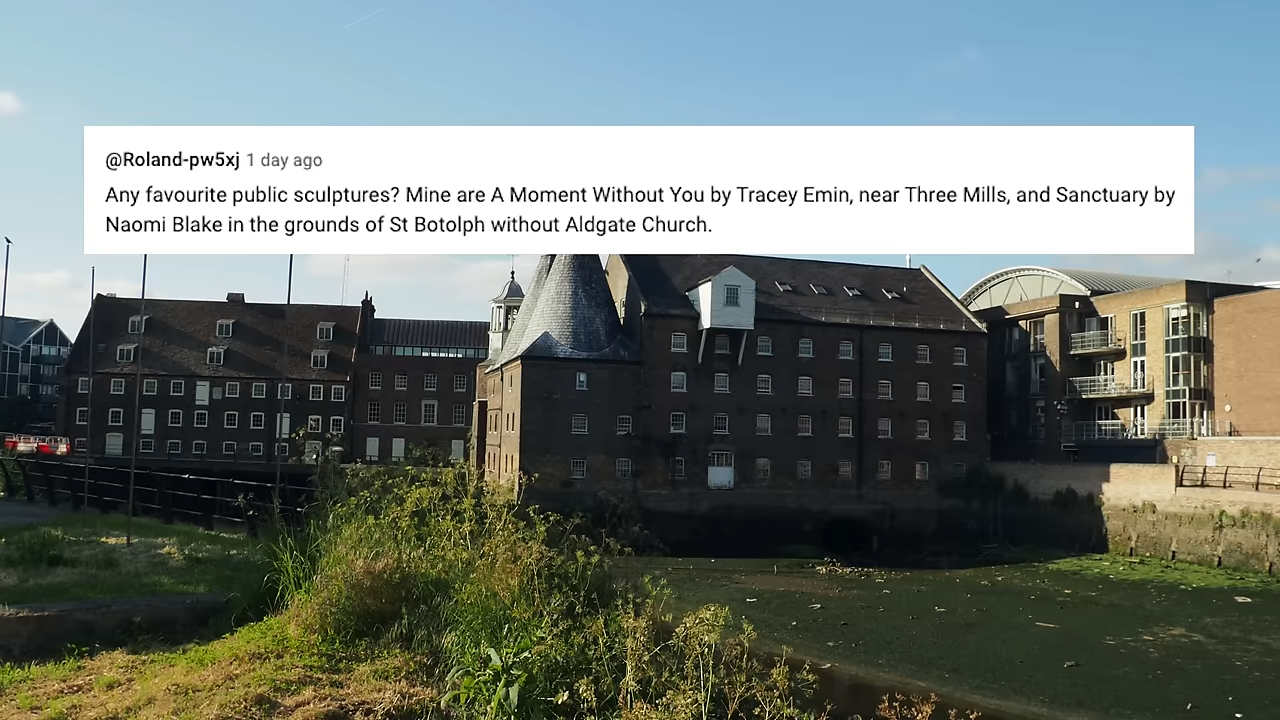 @Roland-pw5xj 1 day ago
Any favourite public sculptures? Mine are A Moment Without You by Tracey Emin, near Three Mills, and Sanctuary by
Naomi Blake in the grounds of St Botolph without Aldgate Church.